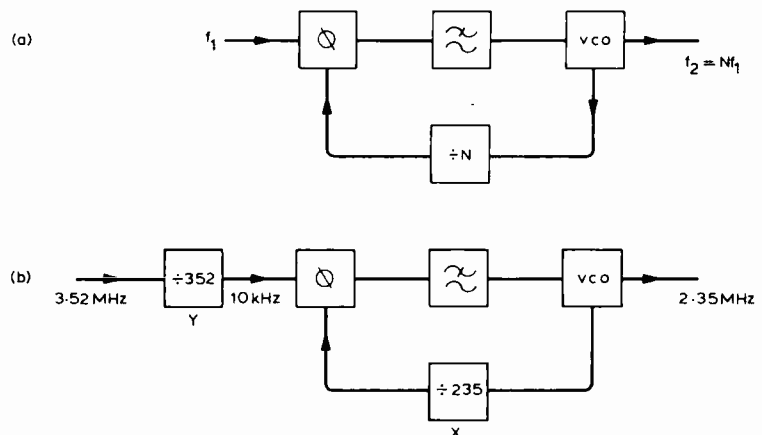 (a)
f₁
Ø
vco
f₂ = Nf₁
÷N
(b)
3·52 MHz
÷352
Y
10 kHz
Ø
vco
2·35 MHz
÷235
X